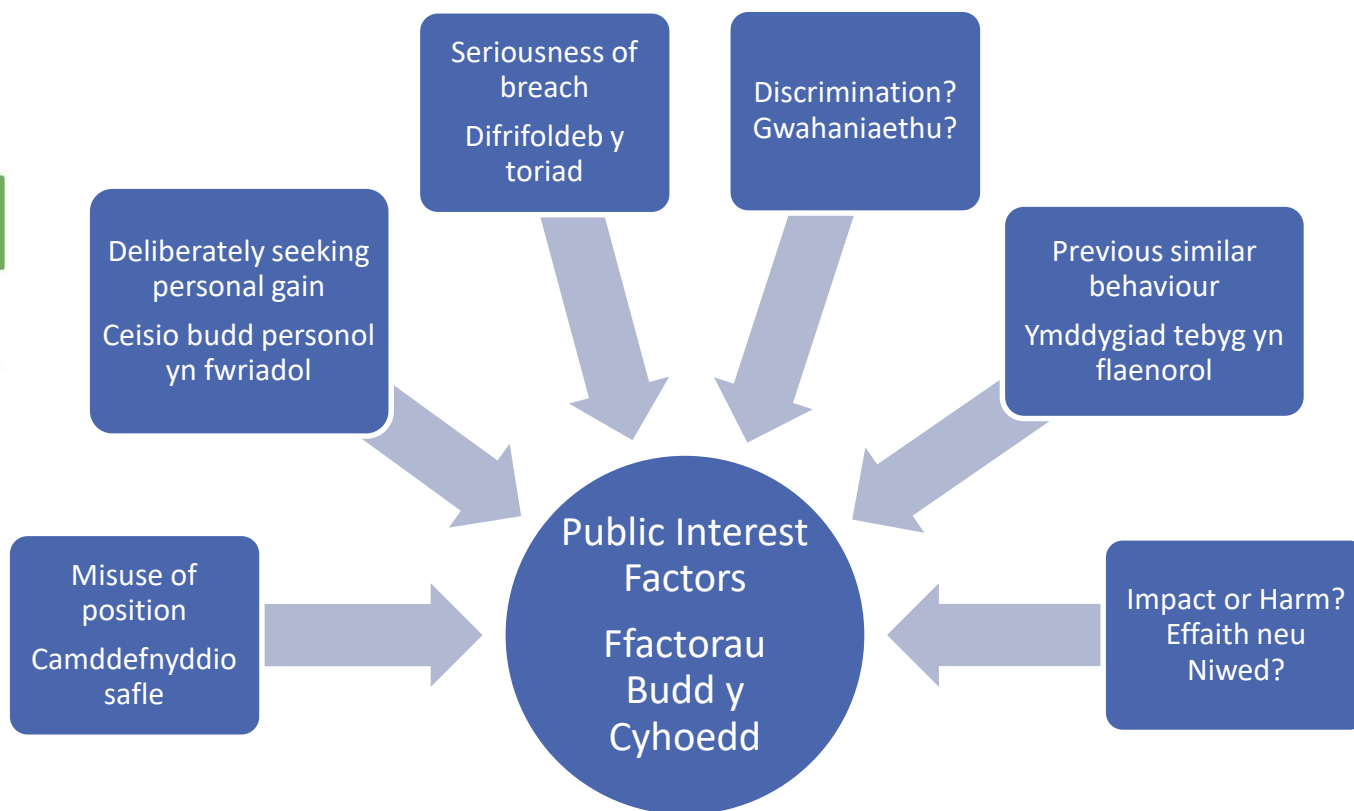 Seriousness of
breach
Difrifoldeb y
toriad
Discrimination?
Gwahaniaethu?
Deliberately seeking
personal gain
Ceisio budd personol
yn fwriadol
Previous similar
behaviour
Ymddygiad tebyg yn
flaenorol
Misuse of
position
Camddefnyddio
safle
Public Interest
Factors
Ffactorau
Budd y
Cyhoedd
Impact or Harm?
Effaith neu
Niwed?